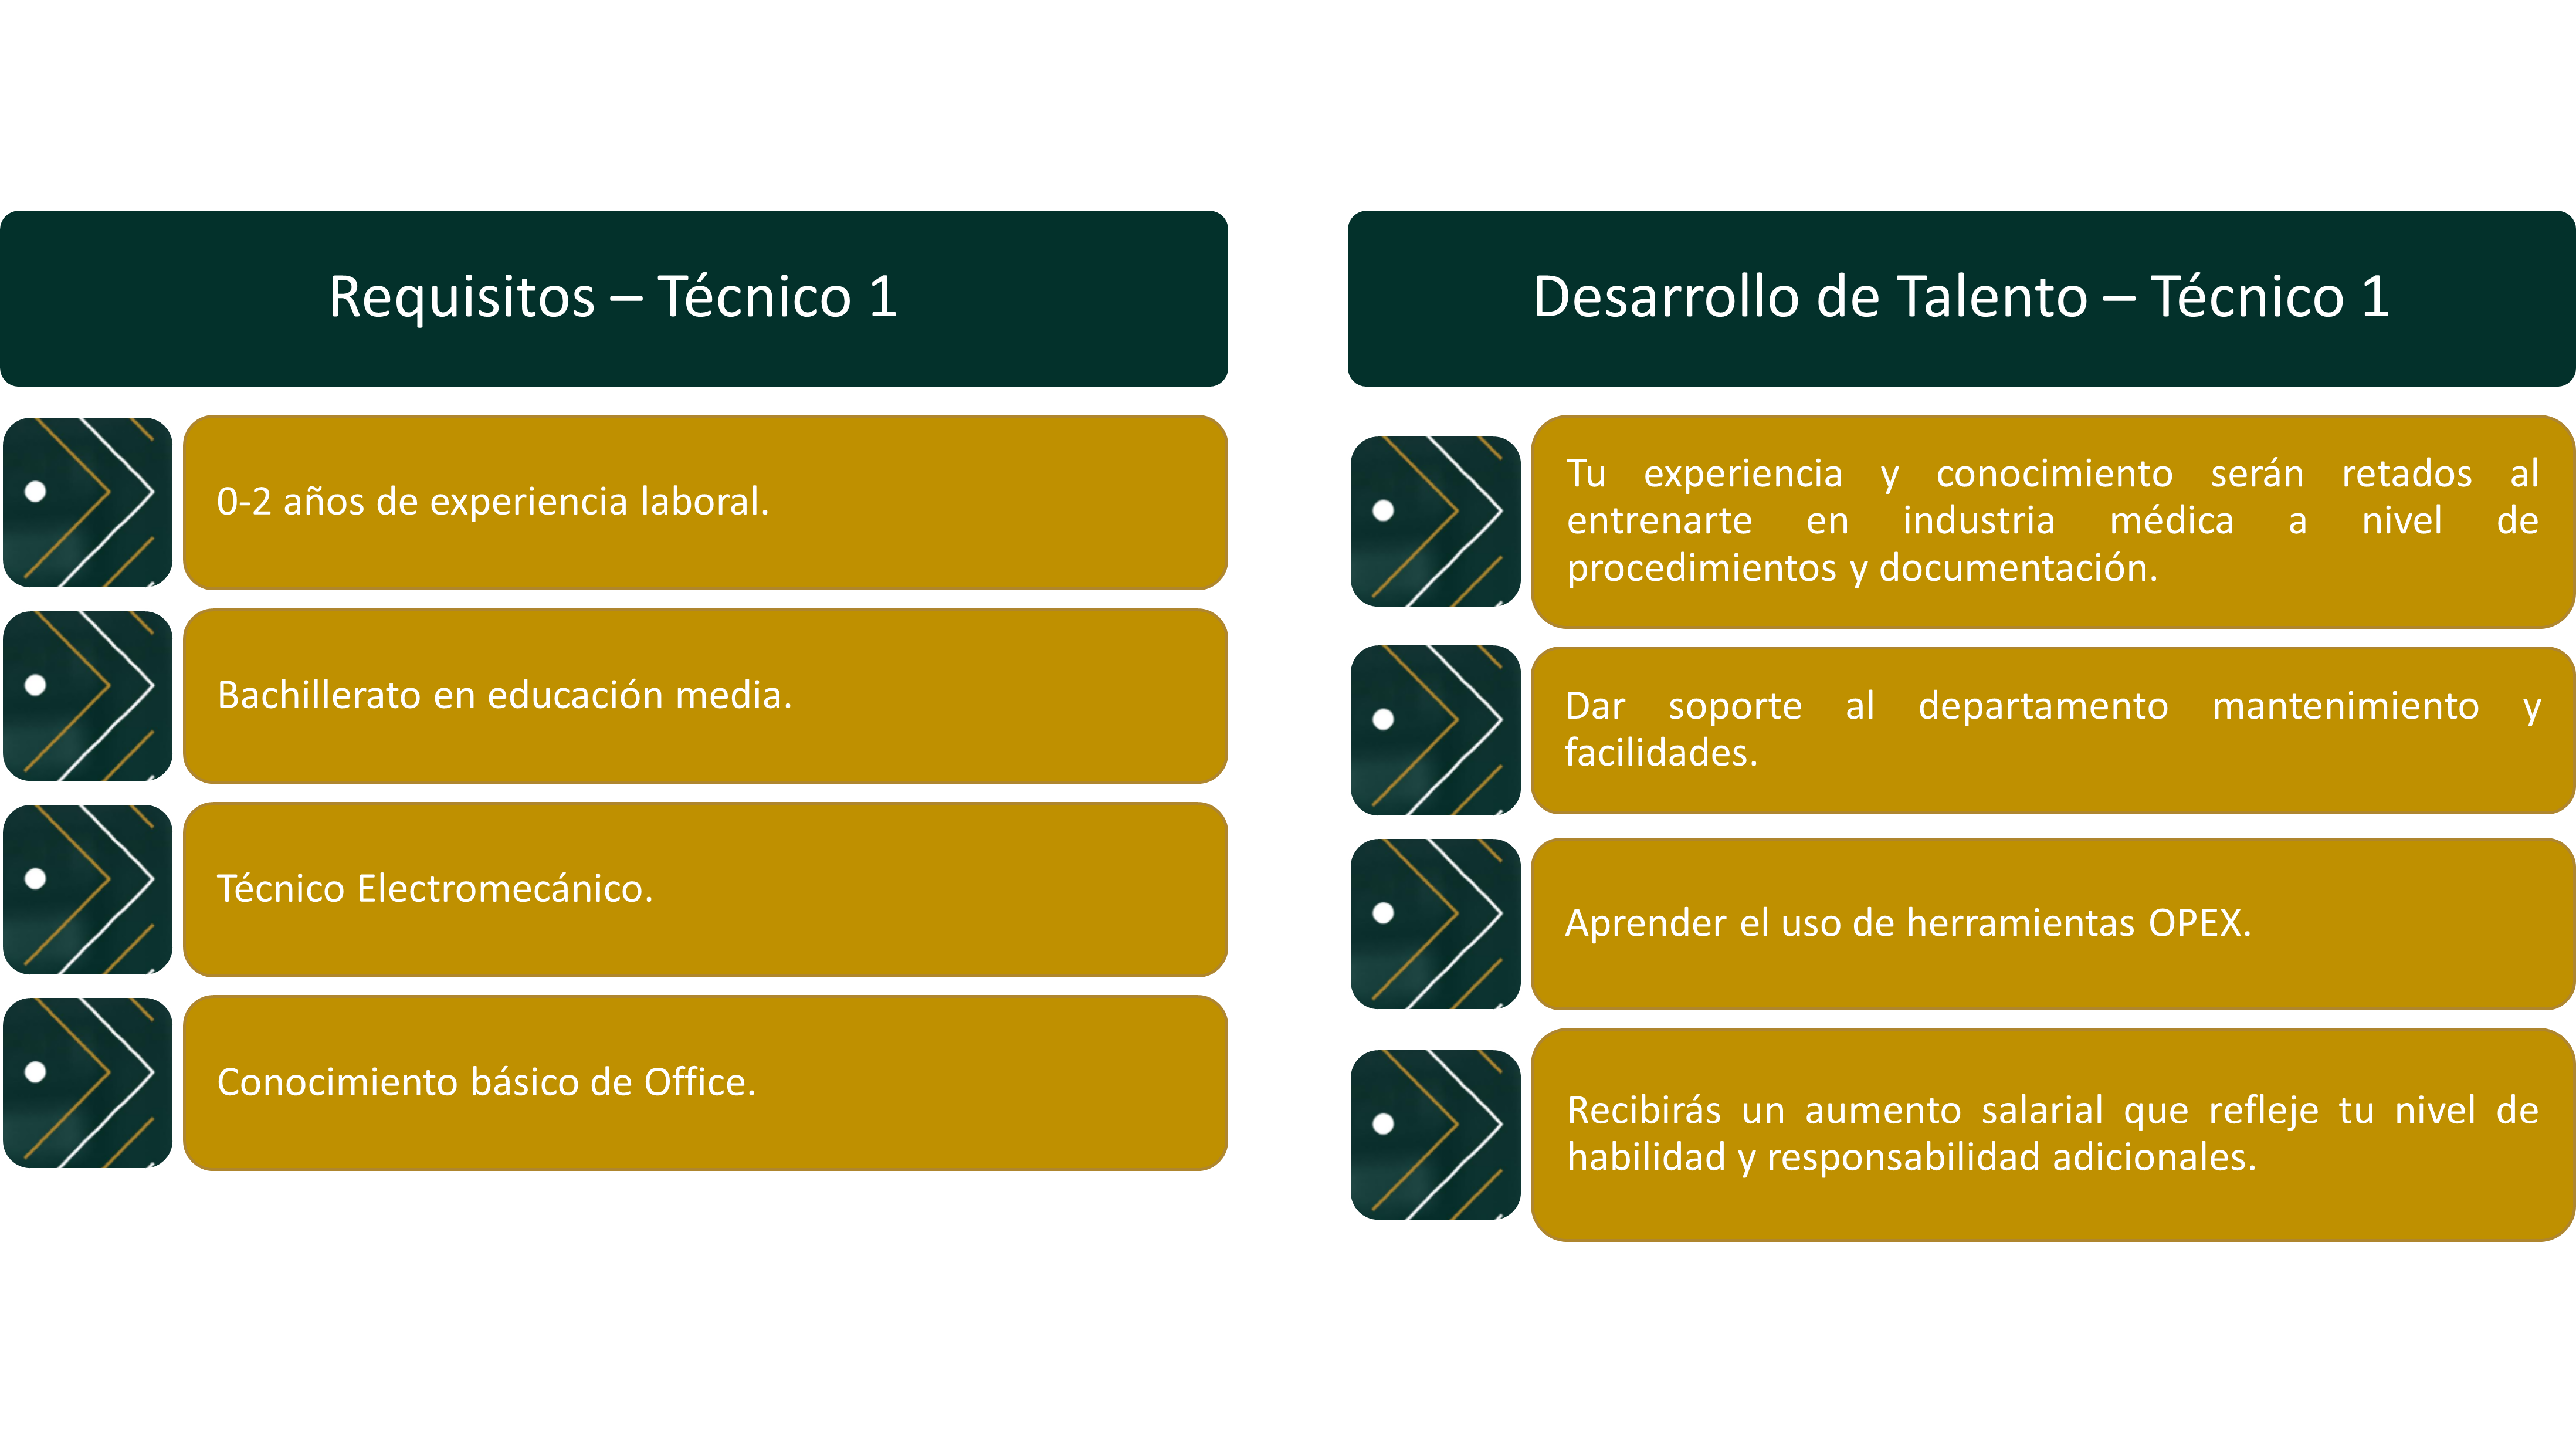 Requisitos – Técnico 1
0-2 años de experiencia laboral.
Bachillerato en educación media.
Técnico Electromecánico.
Conocimiento básico de Office.
Desarrollo de Talento – Técnico 1
Tu experiencia y conocimiento serán retados al
entrenarte en industria médica a nivel de
procedimientos y documentación.
Dar soporte al departamento mantenimiento y
facilidades.
Aprender el uso de herramientas OPEX.
Recibirás un aumento salarial que refleje tu nivel de
habilidad y responsabilidad adicionales.